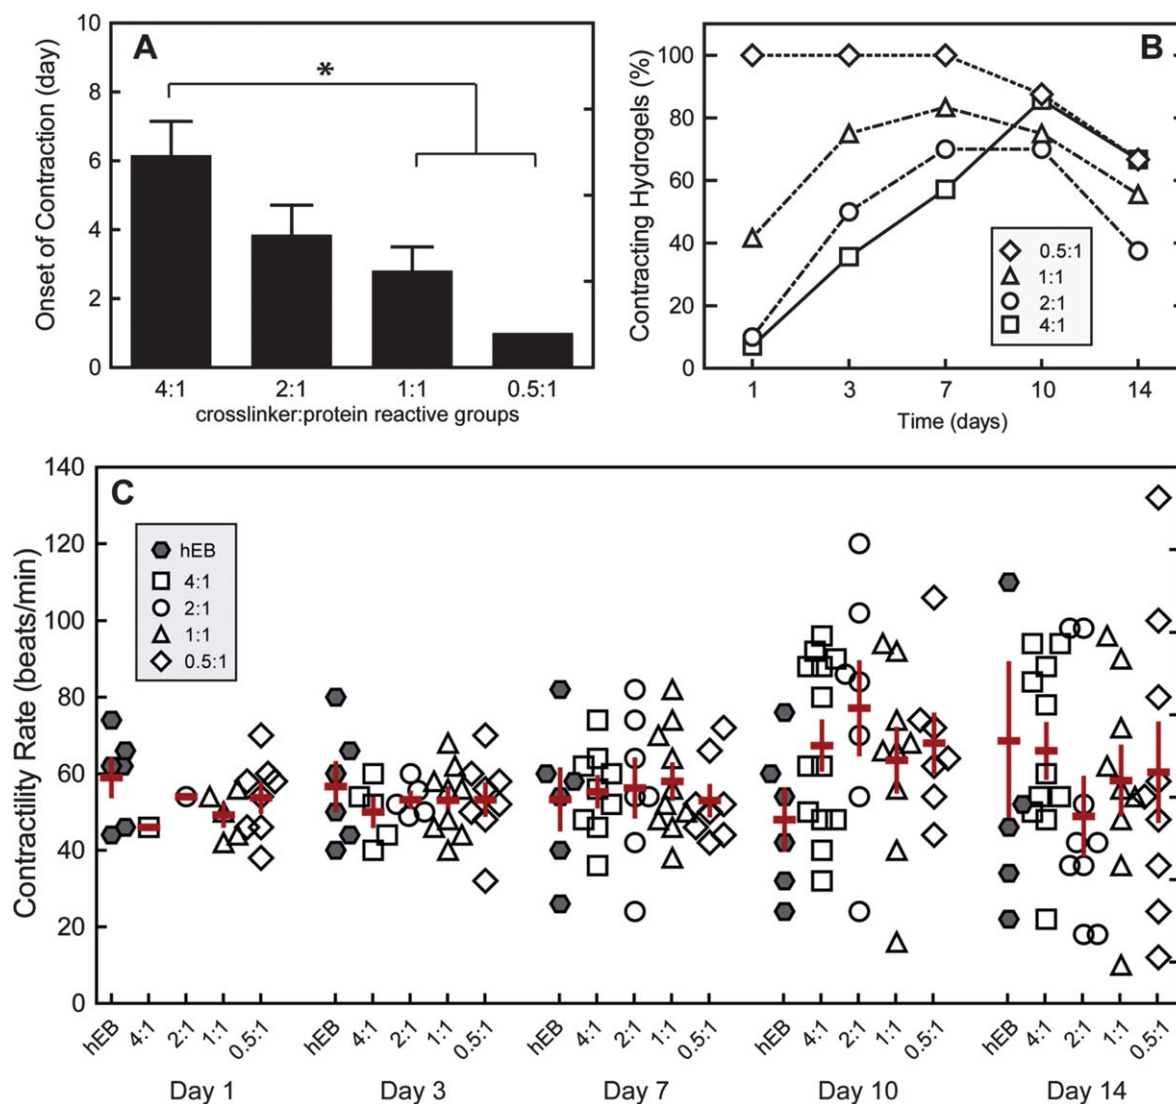 A
Onset of Contraction (day)
10
8
6
4
2
0
*
4:1 2:1 1:1 0.5:1
crosslinker:protein reactive groups
B
Contracting Hydrogels (%)
100
80
60
40
20
0
0.5:1
1:1
2:1
4:1
1 3 7 10 14
Time (days)
C
Contractility Rate (beats/min)
140
120
100
80
60
40
20
0
hEB
4:1
2:1
1:1
0.5:1
hEB 4:1 2:1 1:1 0.5:1 hEB 4:1 2:1 1:1 0.5:1 hEB 4:1 2:1 1:1 0.5:1 hEB 4:1 2:1 1:1 0.5:1 hEB 4:1 2:1 1:1 0.5:1
Day 1 Day 3 Day 7 Day 10 Day 14